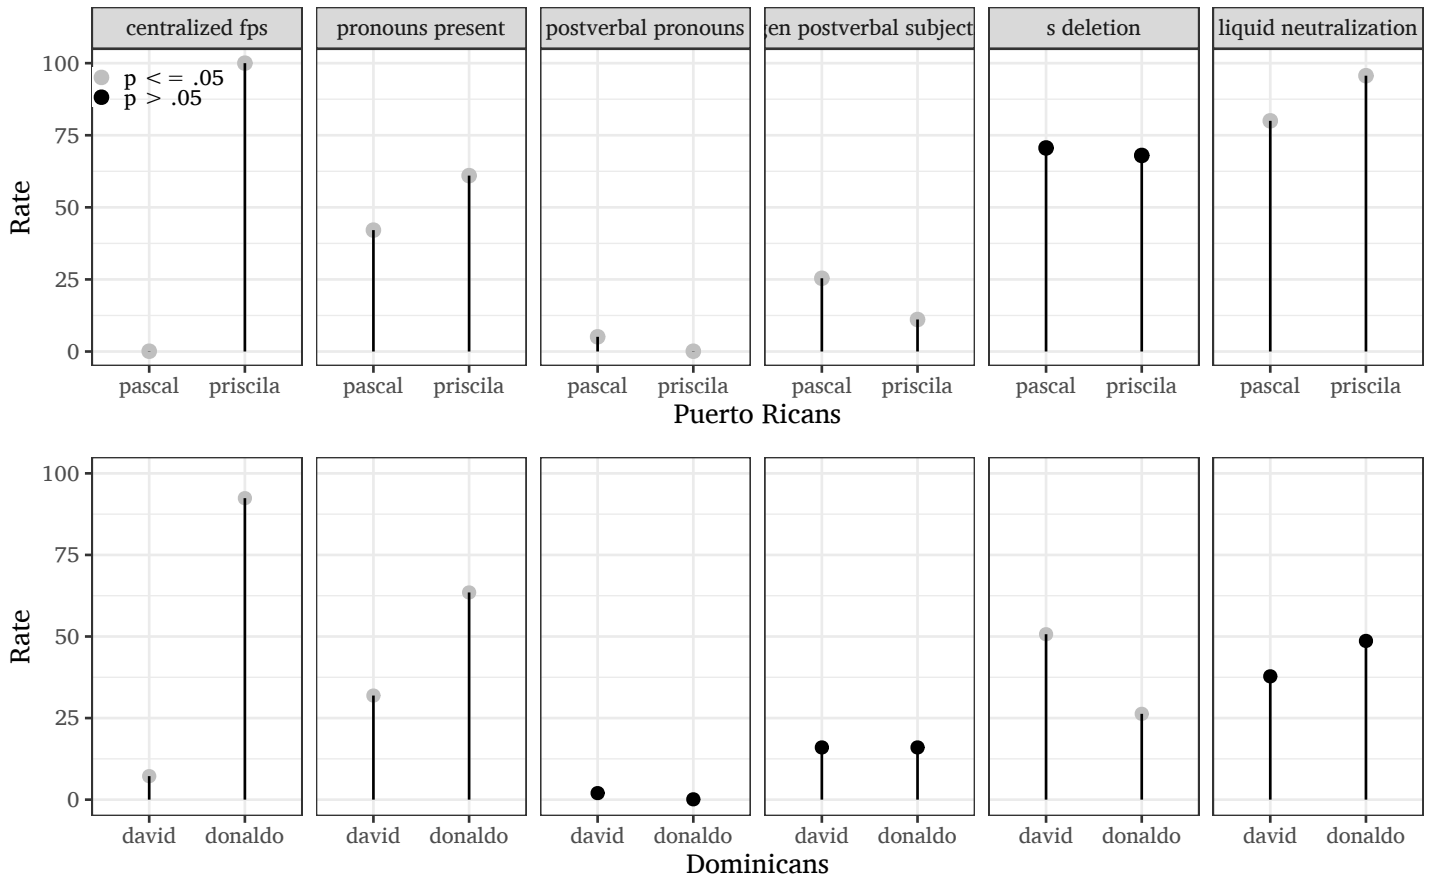 centralized fps pronouns present postverbal pronouns gen postverbal subject s deletion liquid neutralization
p < = .05
p > .05
100
75
50
25
0
Rate
pascal priscila pascal priscila pascal priscila pascal priscila pascal priscila pascal priscila
Puerto Ricans
100
75
50
25
0
Rate
david donaldo david donaldo david donaldo david donaldo david donaldo david donaldo
Dominicans